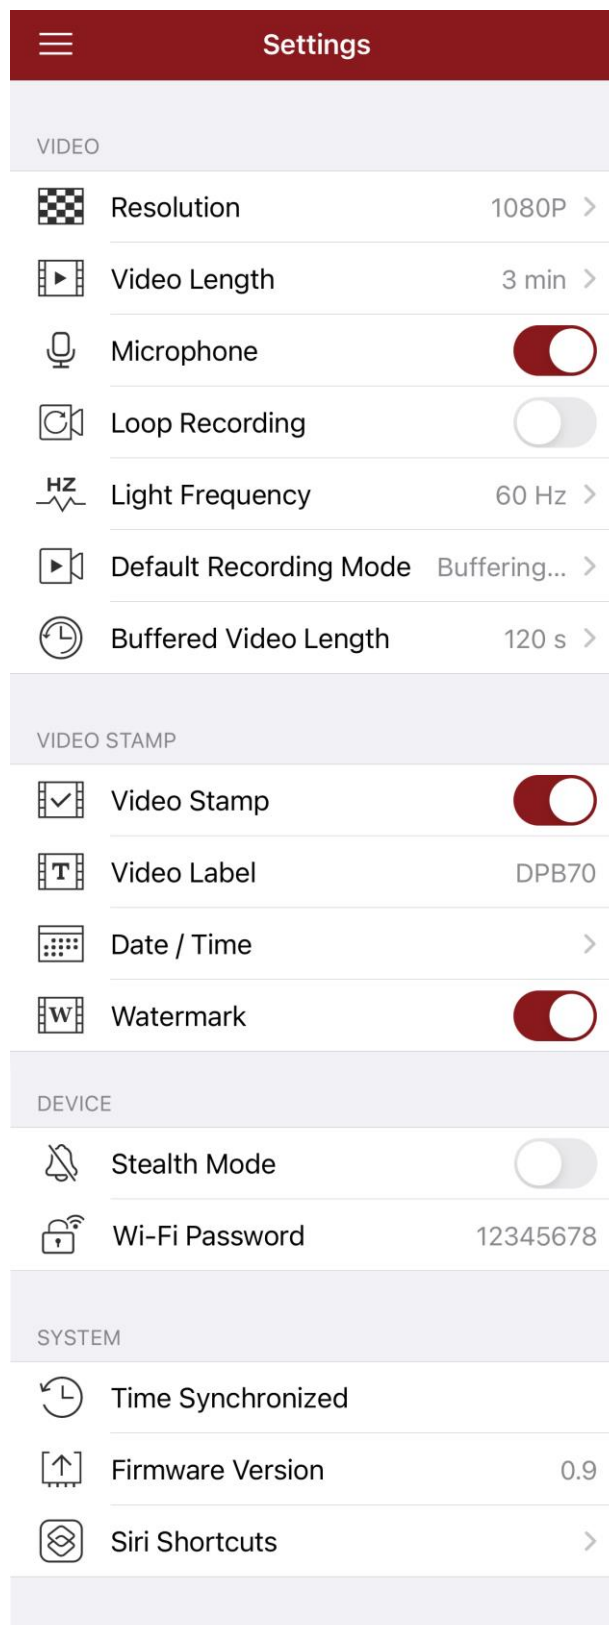 Settings
VIDEO
Resolution 1080P
Video Length 3 min
Microphone
Loop Recording
HZ Light Frequency 60 Hz
Default Recording Mode Buffering...
Buffered Video Length 120 s
VIDEO STAMP
Video Stamp
T Video Label DPB70
Date / Time
W Watermark
DEVICE
Stealth Mode
Wi-Fi Password 12345678
SYSTEM
Time Synchronized
Firmware Version 0.9
Siri Shortcuts